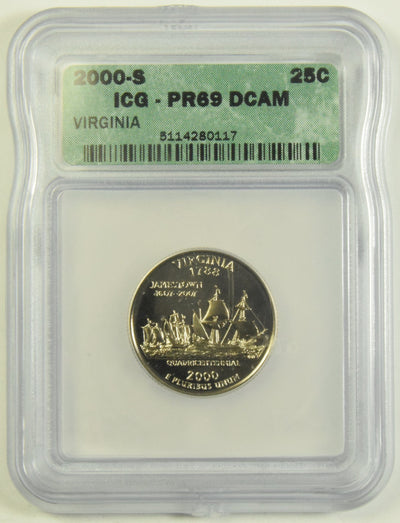 2000-S 25C
ICG - PR69 DCAM
VIRGINIA
5114280117
VIRGINIA
1788
JAMESTOWN
1607-2007
QUADRICENTENNIAL
2000
E PLURIBUS UNUM